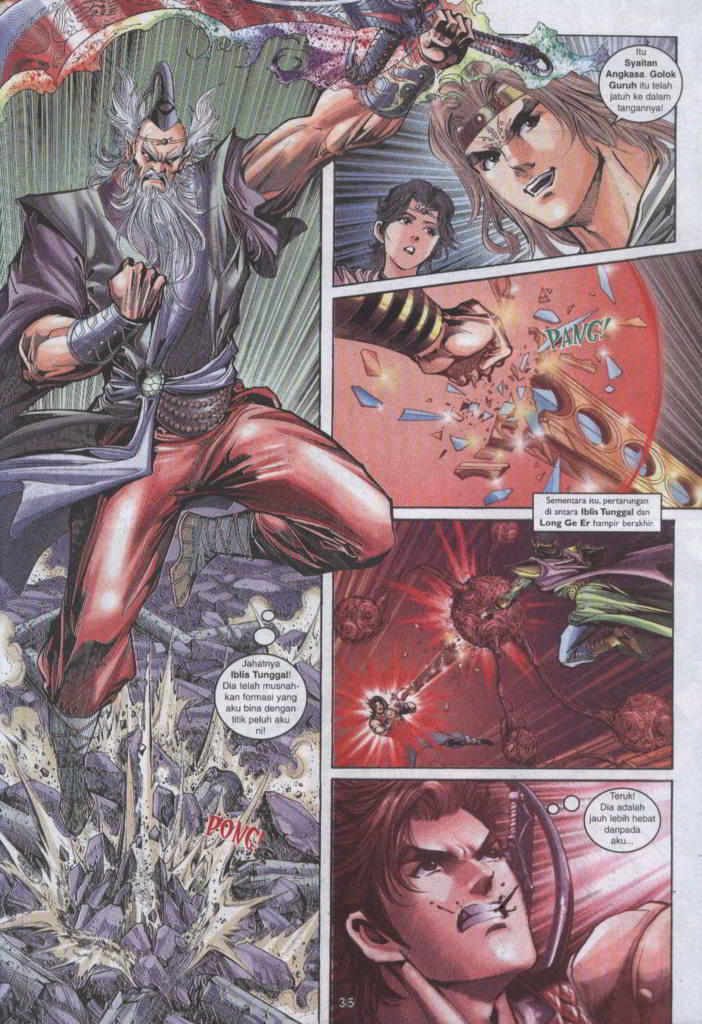 Itu
Syaitan
Angkasa. Golok
Guruh itu telah
jatuh ke dalam
tangannya!
PANG!
Sementara itu, pertarungan
di antara Iblis Tunggal dan
Long Ge Er hampir berakhir.
Jahatnya
Iblis Tunggal!
Dia telah musnah-
kan formasi yang
aku bina dengan
titik peluh aku
ni!
PONG!
Teruk!
Dia adalah
jauh lebih hebat
daripada
aku...
35